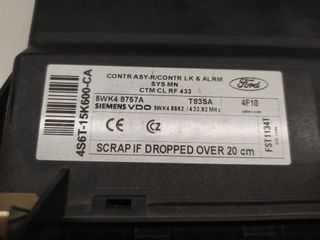 CONTR ASY-R/CONTR LK & ALRM
SYS MN
CTM CL RF 433
Ford
5WK4 8757A
T83SA
4F10
SIEMENS VDO
5WK4 8862 / 433,92 MHz
date code
4S6T-15K600-CA
FST1134T
SCRAP IF DROPPED OVER 20 cm